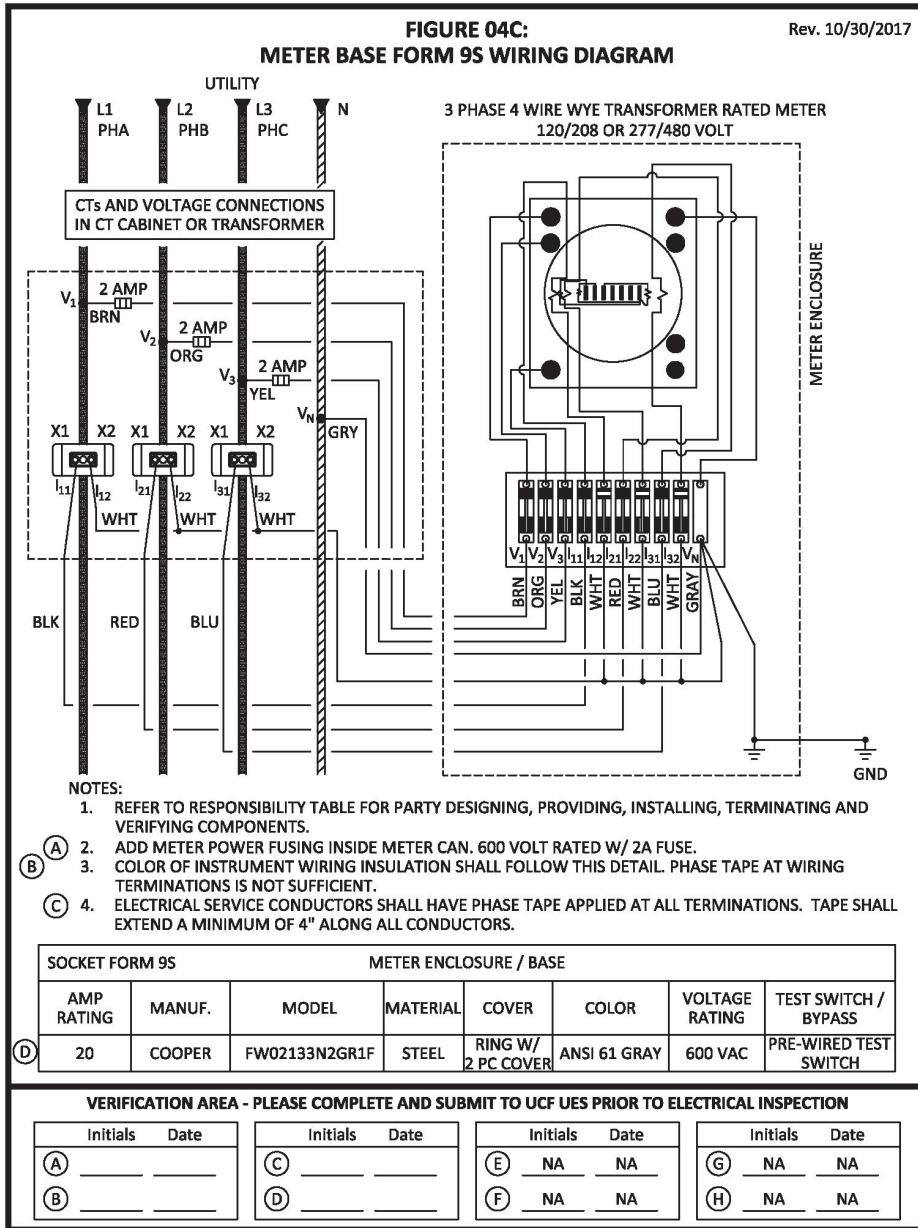 FIGURE 04C:
Rev. 10/30/2017
METER BASE FORM 9S WIRING DIAGRAM
UTILITY
L1
PHA
L2
PHB
L3
PHC
N
3 PHASE 4 WIRE WYE TRANSFORMER RATED METER
120/208 OR 277/480 VOLT
CTs AND VOLTAGE CONNECTIONS
IN CT CABINET OR TRANSFORMER
METER ENCLOSURE
V1
2 AMP
BRN
V2
2 AMP
ORG
V3
2 AMP
YEL
VN
GRY
X1 X2 X1 X2 X1 X2
I11 I12 I21 I22 I31 I32
WHT WHT WHT
BLK RED BLU
V1 V2 V3 I11 I12 I21 I22 I31 I32 VN
BRN
ORG
YEL
BLK
WHT
RED
WHT
BLU
WHT
GRAY
GND
NOTES:
1. REFER TO RESPONSIBILITY TABLE FOR PARTY DESIGNING, PROVIDING, INSTALLING, TERMINATING AND
VERIFYING COMPONENTS.
A 2. ADD METER POWER FUSING INSIDE METER CAN. 600 VOLT RATED W/ 2A FUSE.
B 3. COLOR OF INSTRUMENT WIRING INSULATION SHALL FOLLOW THIS DETAIL. PHASE TAPE AT WIRING
TERMINATIONS IS NOT SUFFICIENT.
C 4. ELECTRICAL SERVICE CONDUCTORS SHALL HAVE PHASE TAPE APPLIED AT ALL TERMINATIONS. TAPE SHALL
EXTEND A MINIMUM OF 4" ALONG ALL CONDUCTORS.
SOCKET FORM 9S METER ENCLOSURE / BASE
AMP RATING MANUF. MODEL MATERIAL COVER COLOR VOLTAGE RATING TEST SWITCH / BYPASS
D 20 COOPER FW02133N2GR1F STEEL RING W/ 2 PC COVER ANSI 61 GRAY 600 VAC PRE-WIRED TEST SWITCH
VERIFICATION AREA - PLEASE COMPLETE AND SUBMIT TO UCF UES PRIOR TO ELECTRICAL INSPECTION
Initials Date Initials Date Initials Date Initials Date
A C E NA NA G NA NA
B D F NA NA H NA NA